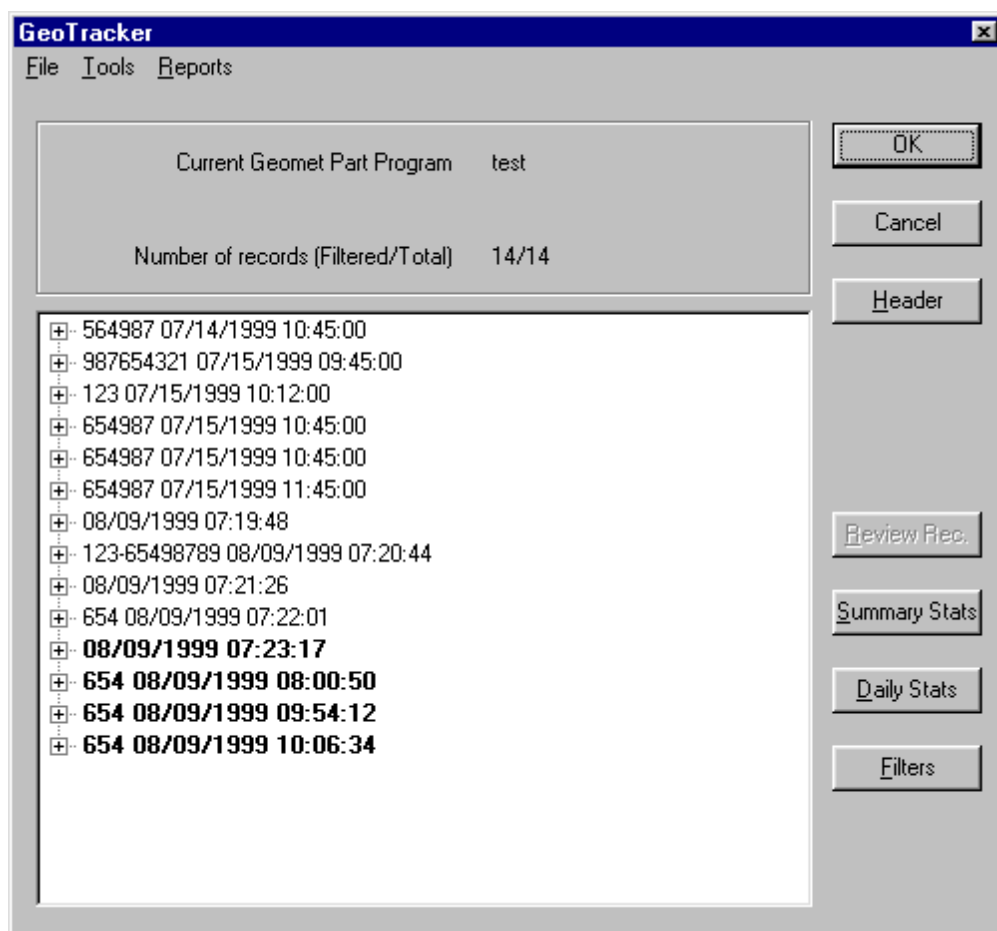 GeoTracker
File Tools Reports
Current Geomet Part Program test
Number of records (Filtered/Total) 14/14
OK
Cancel
Header
564987 07/14/1999 10:45:00
987654321 07/15/1999 09:45:00
123 07/15/1999 10:12:00
654987 07/15/1999 10:45:00
654987 07/15/1999 10:45:00
654987 07/15/1999 11:45:00
08/09/1999 07:19:48
123-65498789 08/09/1999 07:20:44
08/09/1999 07:21:26
654 08/09/1999 07:22:01
08/09/1999 07:23:17
654 08/09/1999 08:00:50
654 08/09/1999 09:54:12
654 08/09/1999 10:06:34
Review Rec.
Summary Stats
Daily Stats
Filters